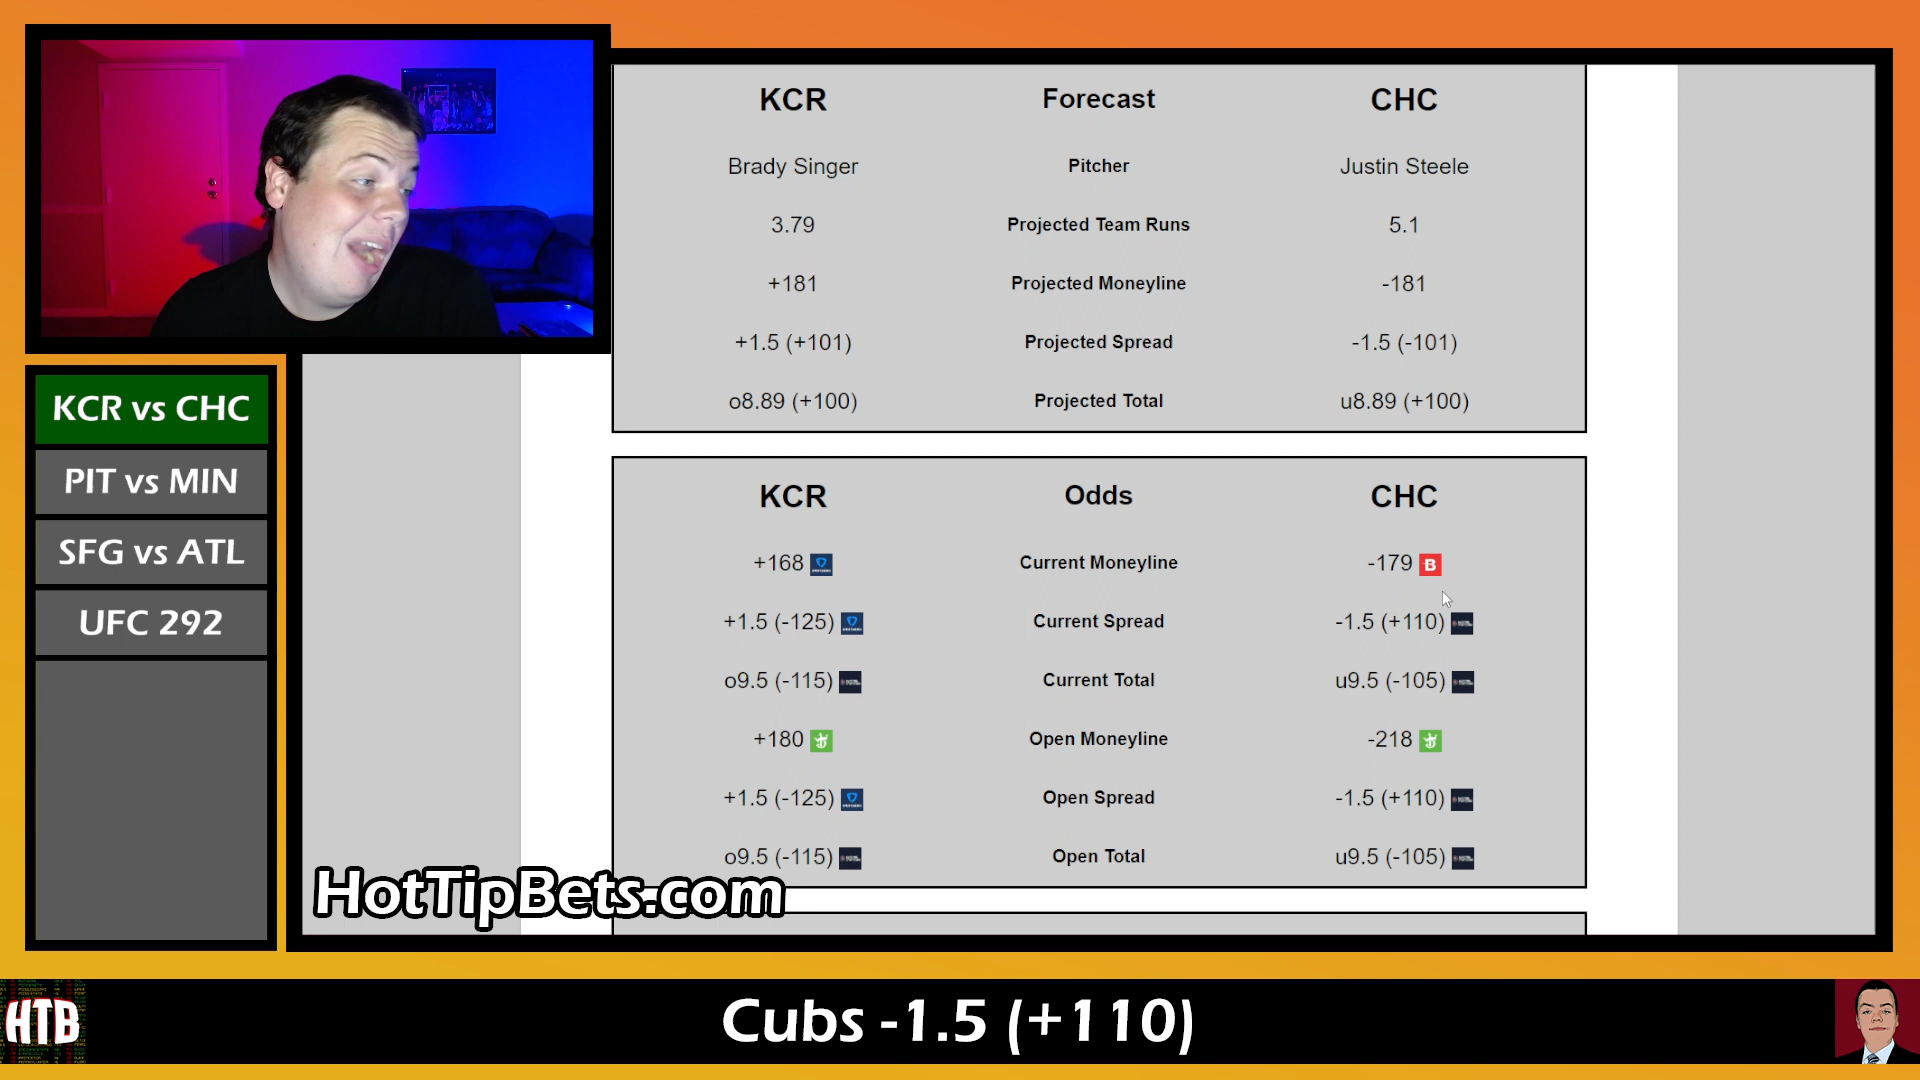 KCR Forecast CHC
Brady Singer Pitcher Justin Steele
3.79 Projected Team Runs 5.1
+181 Projected Moneyline -181
+1.5 (+101) Projected Spread -1.5 (-101)
o8.89 (+100) Projected Total u8.89 (+100)
KCR vs CHC
PIT vs MIN
SFG vs ATL
UFC 292
KCR Odds CHC
+168 Current Moneyline -179 B
+1.5 (-125) Current Spread -1.5 (+110)
o9.5 (-115) Current Total u9.5 (-105)
+180 Open Moneyline -218
+1.5 (-125) Open Spread -1.5 (+110)
o9.5 (-115) Open Total u9.5 (-105)
HotTipBets.com
HTB
Cubs -1.5 (+110)